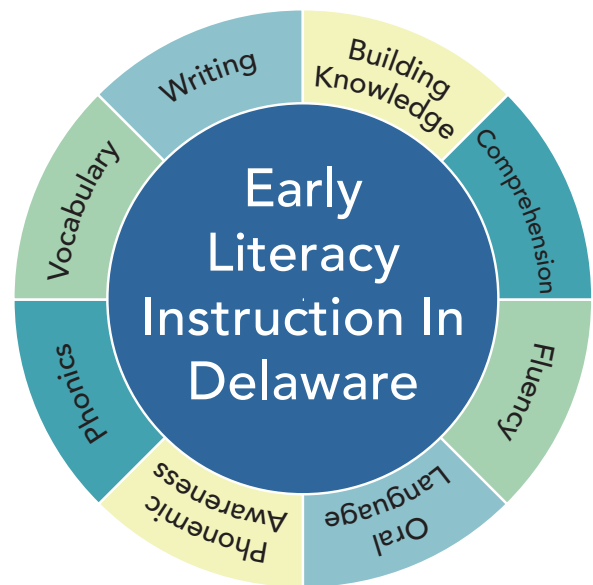 Early
Literacy
Instruction In
Delaware
Building
Knowledge
Comprehension
Fluency
Oral
Language
Phonemic
Awareness
Phonics
Vocabulary
Writing